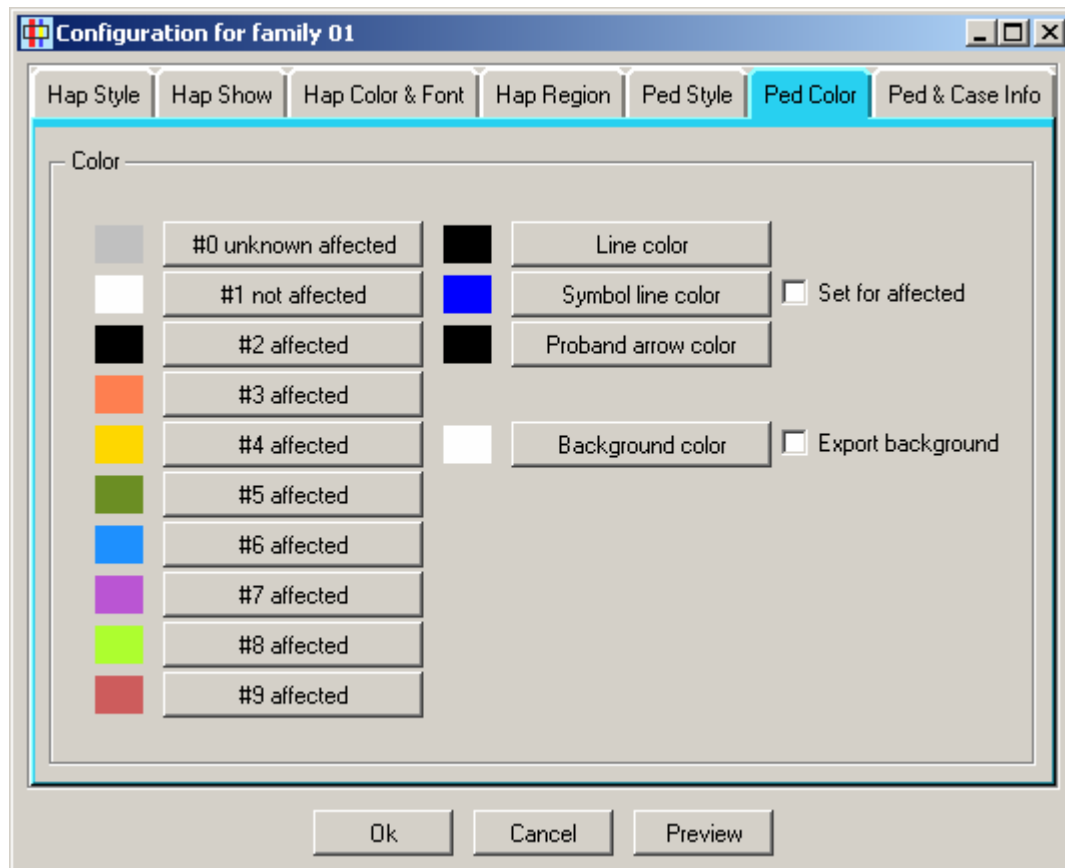 Configuration for family 01
Hap Style Hap Show Hap Color & Font Hap Region Ped Style Ped Color Ped & Case Info
Color
#0 unknown affected Line color
#1 not affected Symbol line color Set for affected
#2 affected Proband arrow color
#3 affected
#4 affected Background color Export background
#5 affected
#6 affected
#7 affected
#8 affected
#9 affected
Ok Cancel Preview